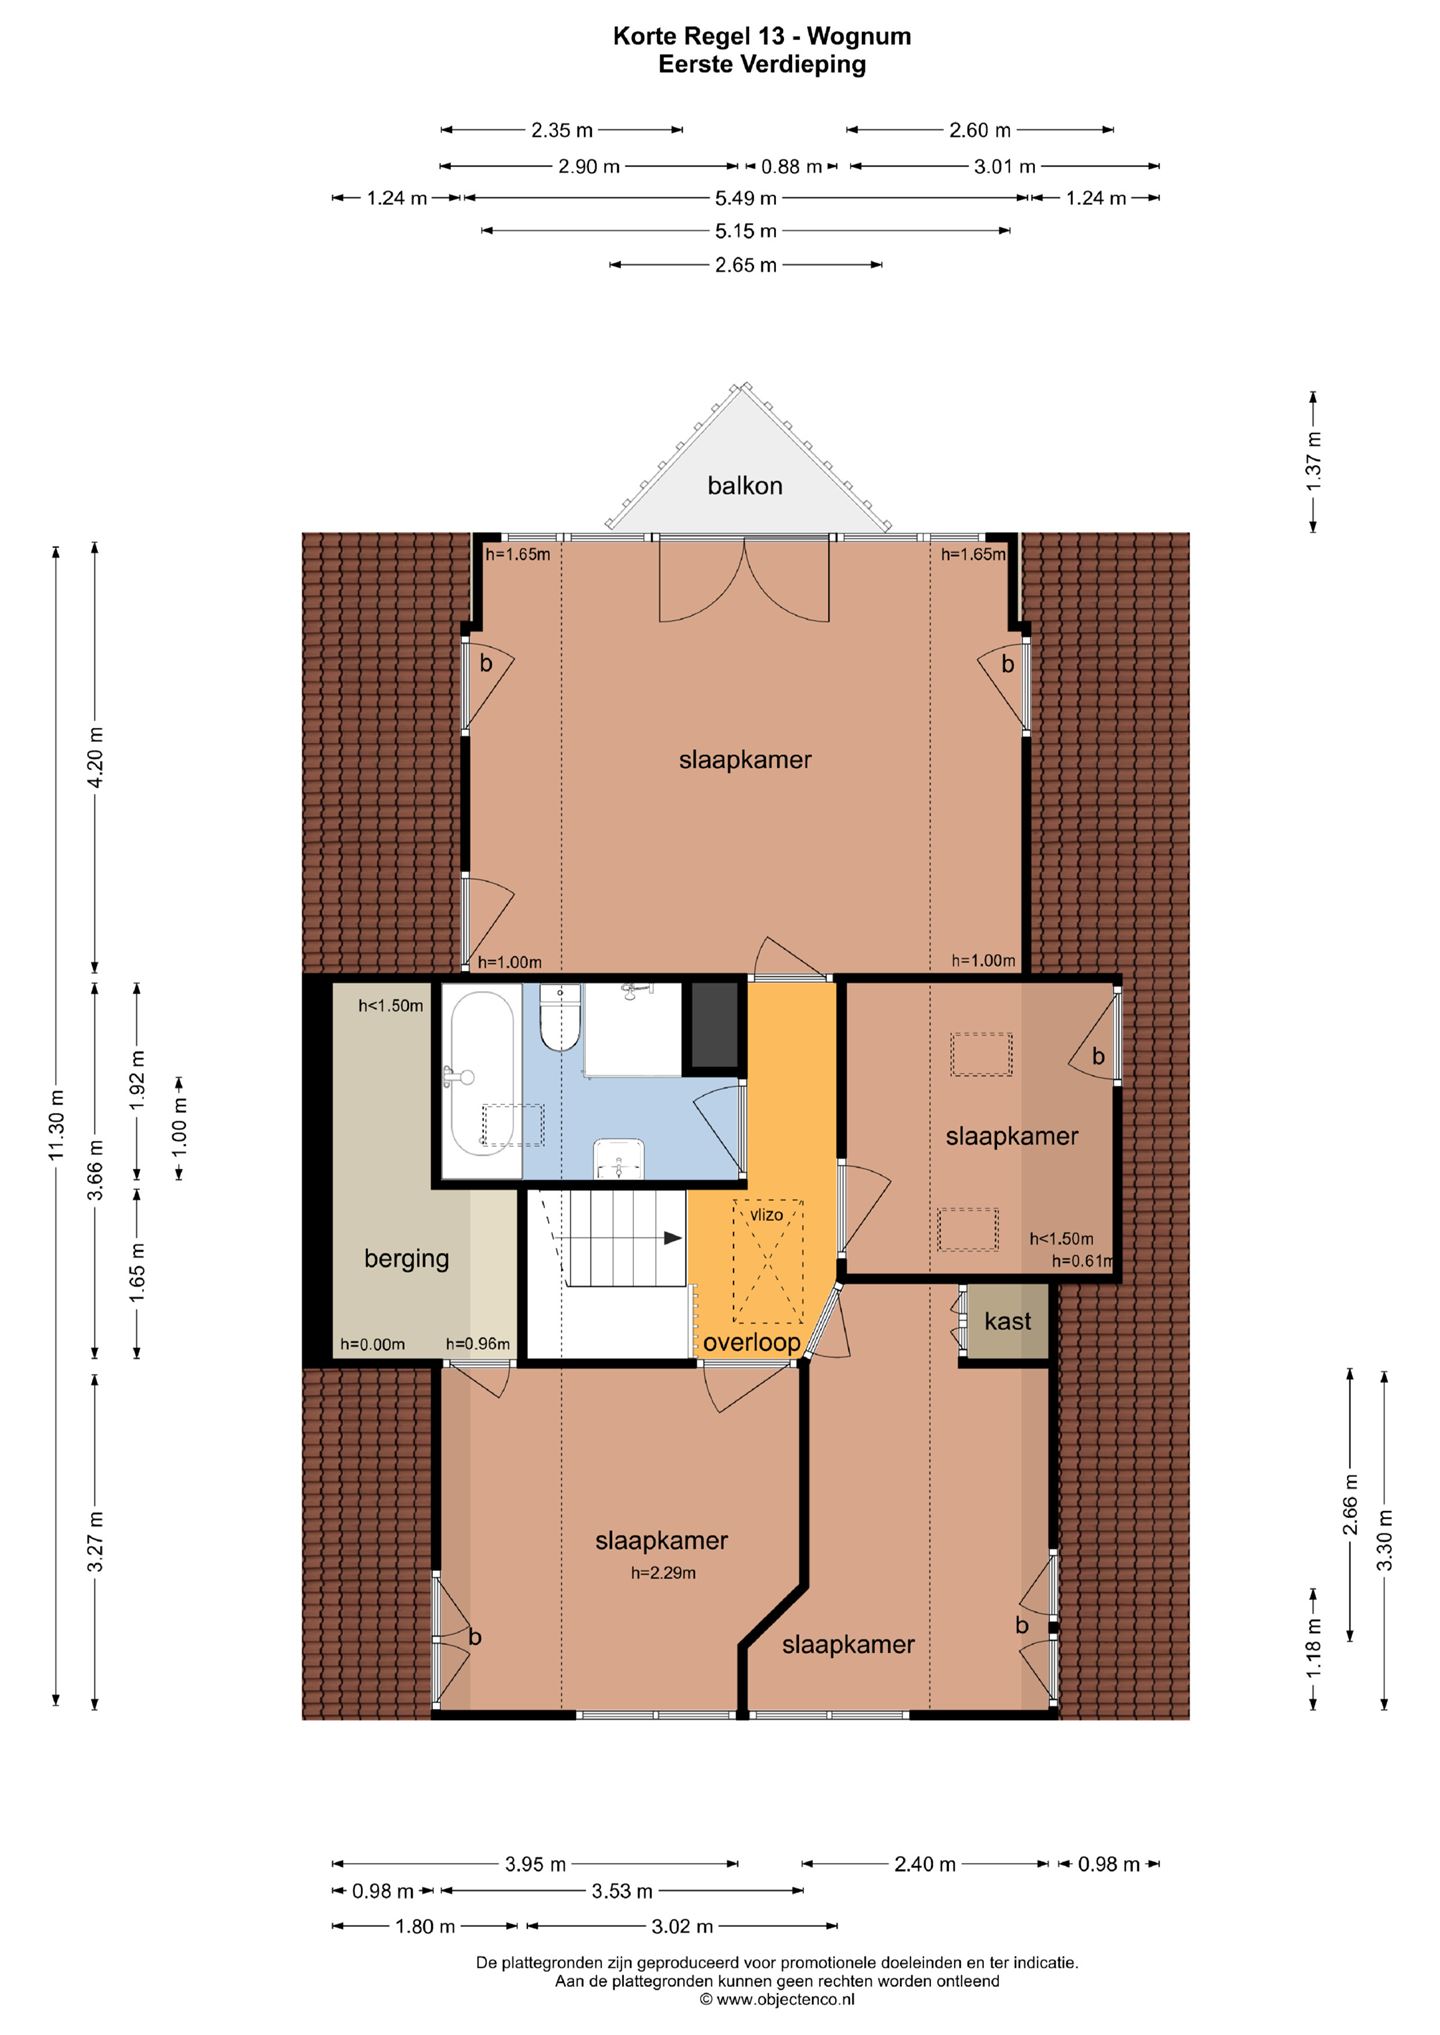 Korte Regel 13 - Wognum
Eerste Verdieping
2.35 m
2.60 m
2.90 m
0.88 m
3.01 m
1.24 m
5.49 m
1.24 m
5.15 m
2.65 m
1.37 m
balkon
h=1.65m
h=1.65m
b
b
4.20 m
slaapkamer
h=1.00m
h=1.00m
h<1.50m
b
1.92 m
1.00 m
11.30 m
3.66 m
slaapkamer
vlizo
h<1.50m
h=0.61m
berging
1.65 m
kast
h=0.00m
h=0.96m
overloop
slaapkamer
h=2.29m
3.27 m
2.66 m
3.30 m
b
b
slaapkamer
1.18 m
3.95 m
2.40 m
0.98 m
0.98 m
3.53 m
1.80 m
3.02 m
De plattegronden zijn geproduceerd voor promotionele doeleinden en ter indicatie.
Aan de plattegronden kunnen geen rechten worden ontleend
© www.objectenco.nl